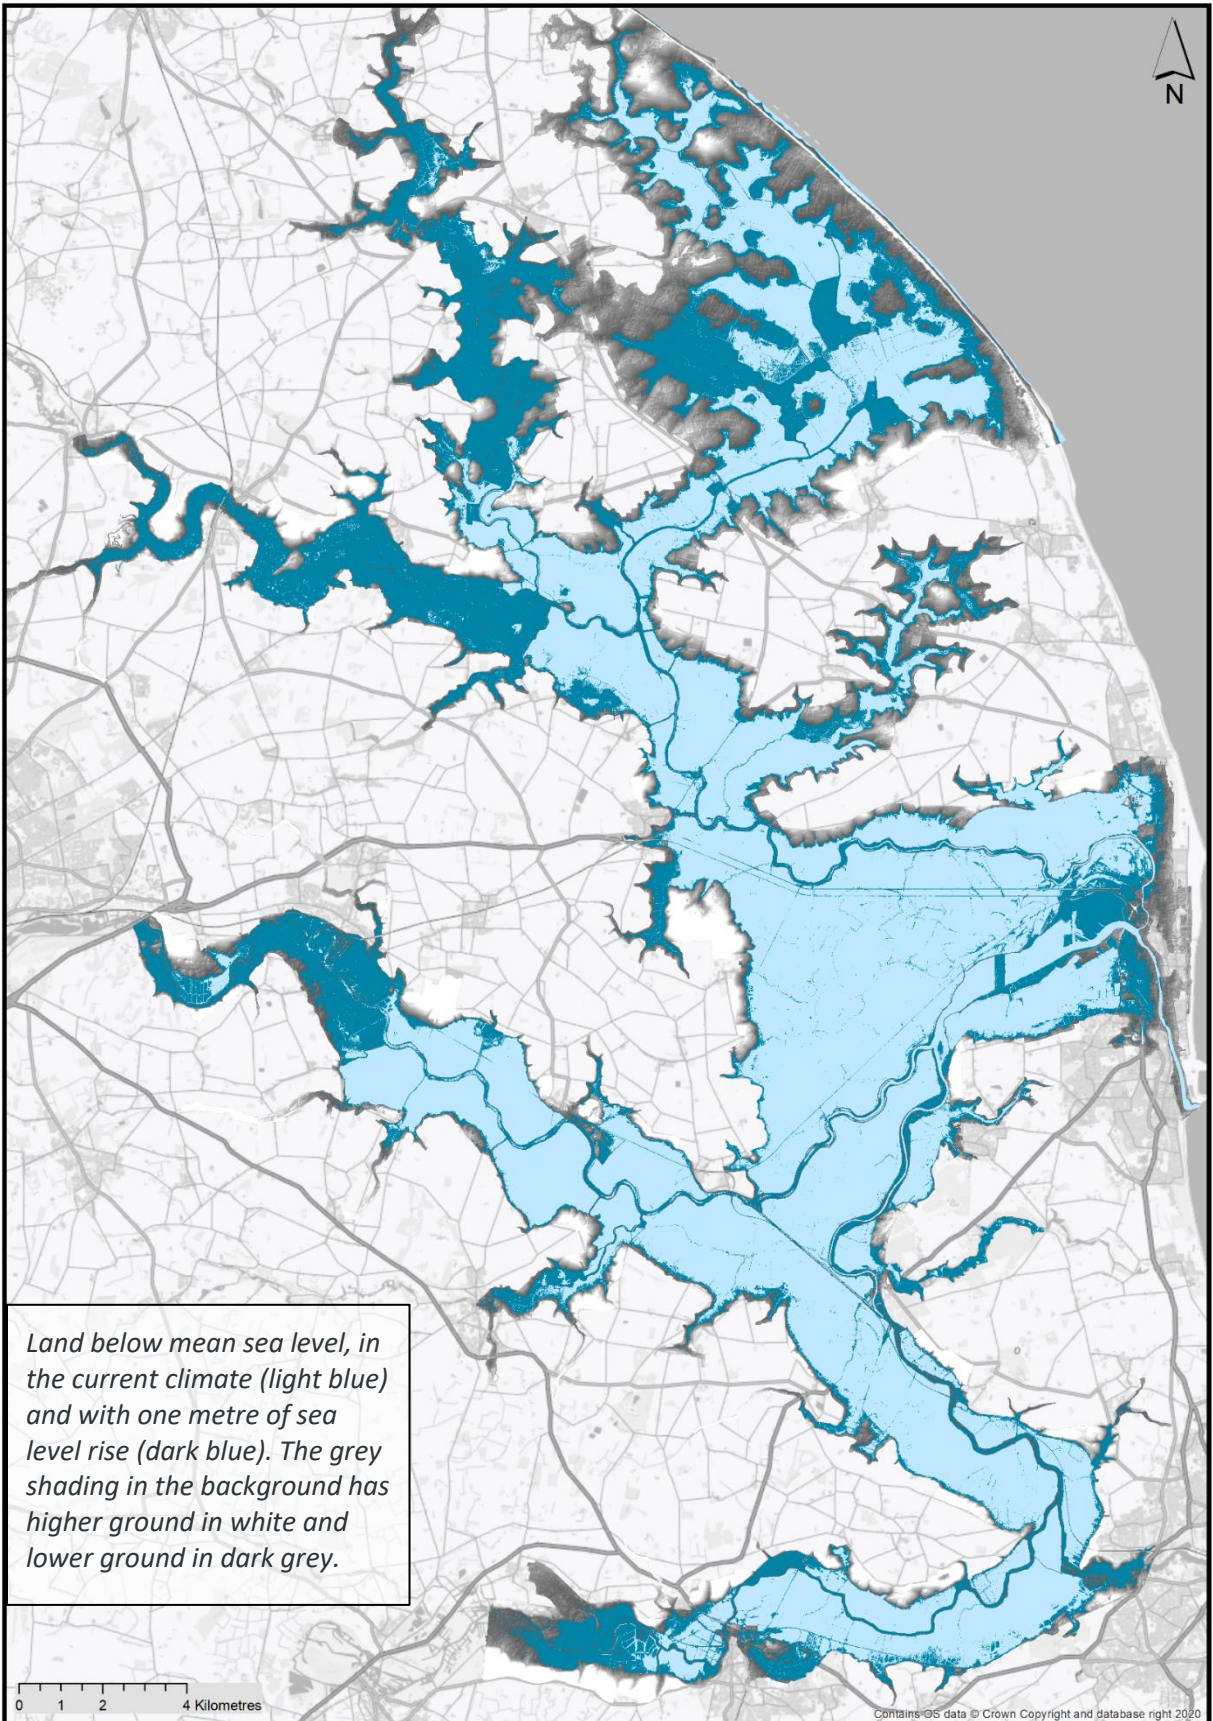 N
Land below mean sea level, in
the current climate (light blue)
and with one metre of sea
level rise (dark blue). The grey
shading in the background has
higher ground in white and
lower ground in dark grey.
0 1 2 4 Kilometres
Contains OS data © Crown Copyright and database right 2020